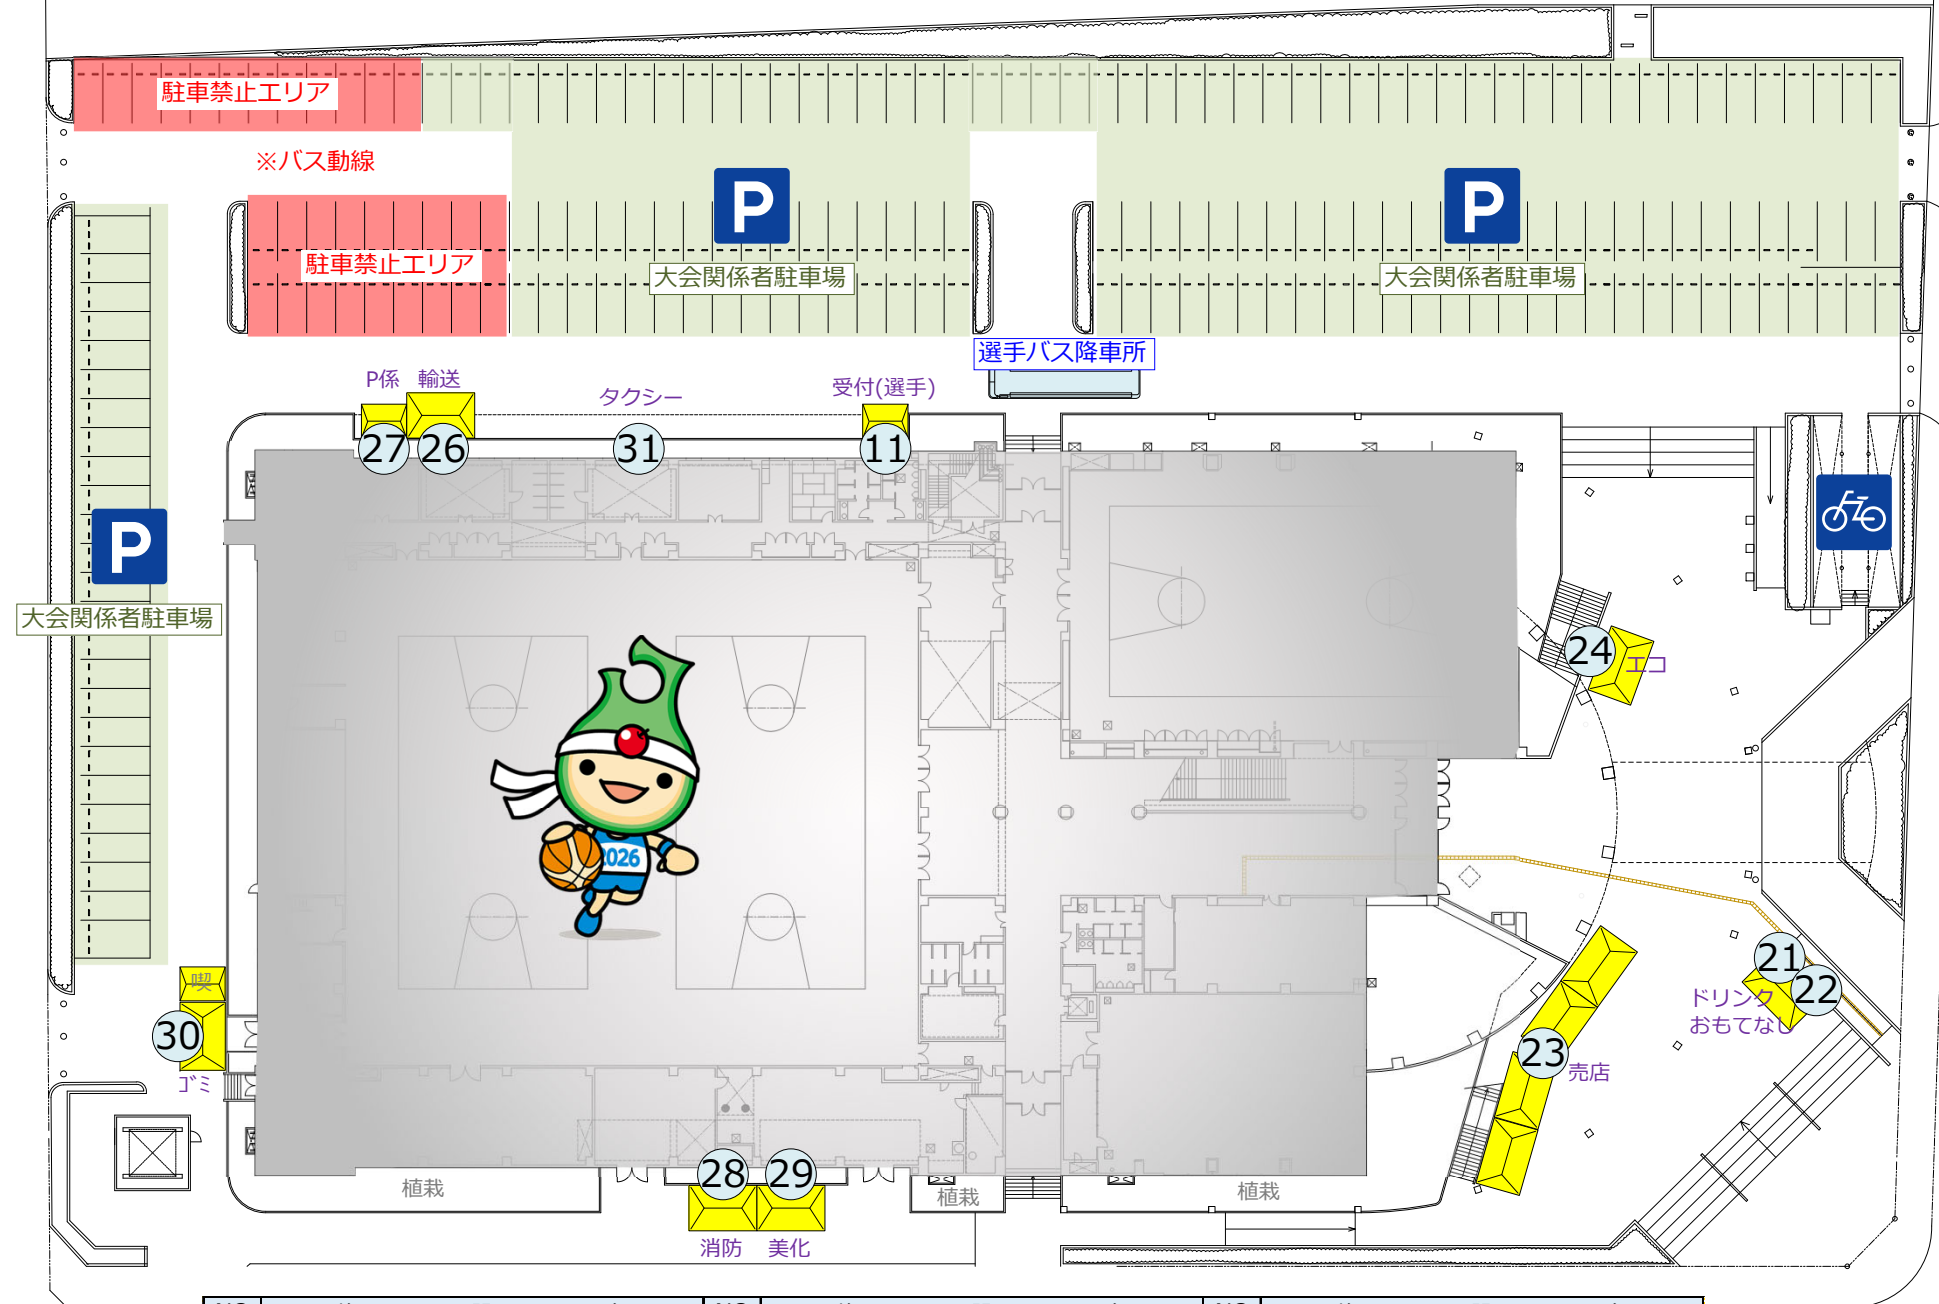 駐車禁止エリア
※バス動線
P
P
駐車禁止エリア
大会関係者駐車場
大会関係者駐車場
選手バス降車所
P係
輸送
タクシー
受付(選手)
27
26
31
11
P
大会関係者駐車場
24
エコ
2026
21
22
ドリンク
おもてなし
喫
30
ゴミ
23
売店
28
29
植栽
植栽
植栽
消防
美化